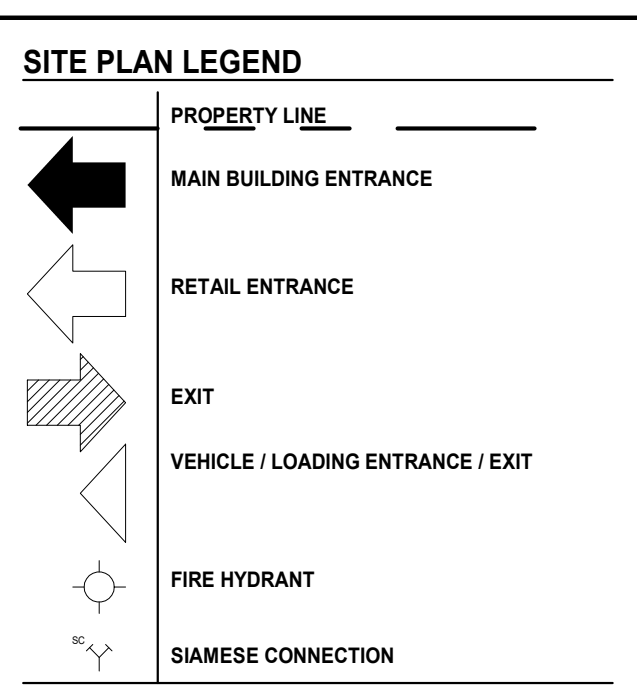 SITE PLAN LEGEND
PROPERTY LINE
MAIN BUILDING ENTRANCE
RETAIL ENTRANCE
EXIT
VEHICLE / LOADING ENTRANCE / EXIT
FIRE HYDRANT
SC
SIAMESE CONNECTION